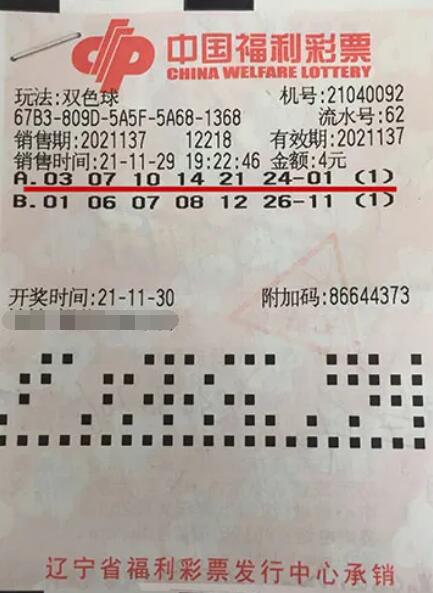 中国福利彩票
CHINA WELFARE LOTTERY
玩法:双色球 机号:21040092
67B3-809D-5A5F-5A68-1368 流水号:62
销售期:2021137 12218 有效期:2021137
销售时间:21-11-29 19:22:46 金额:4元
A.03 07 10 14 21 24-01 (1)
B.01 06 07 08 12 26-11 (1)
开奖时间:21-11-30 附加码:86644373
辽宁省福利彩票发行中心承销